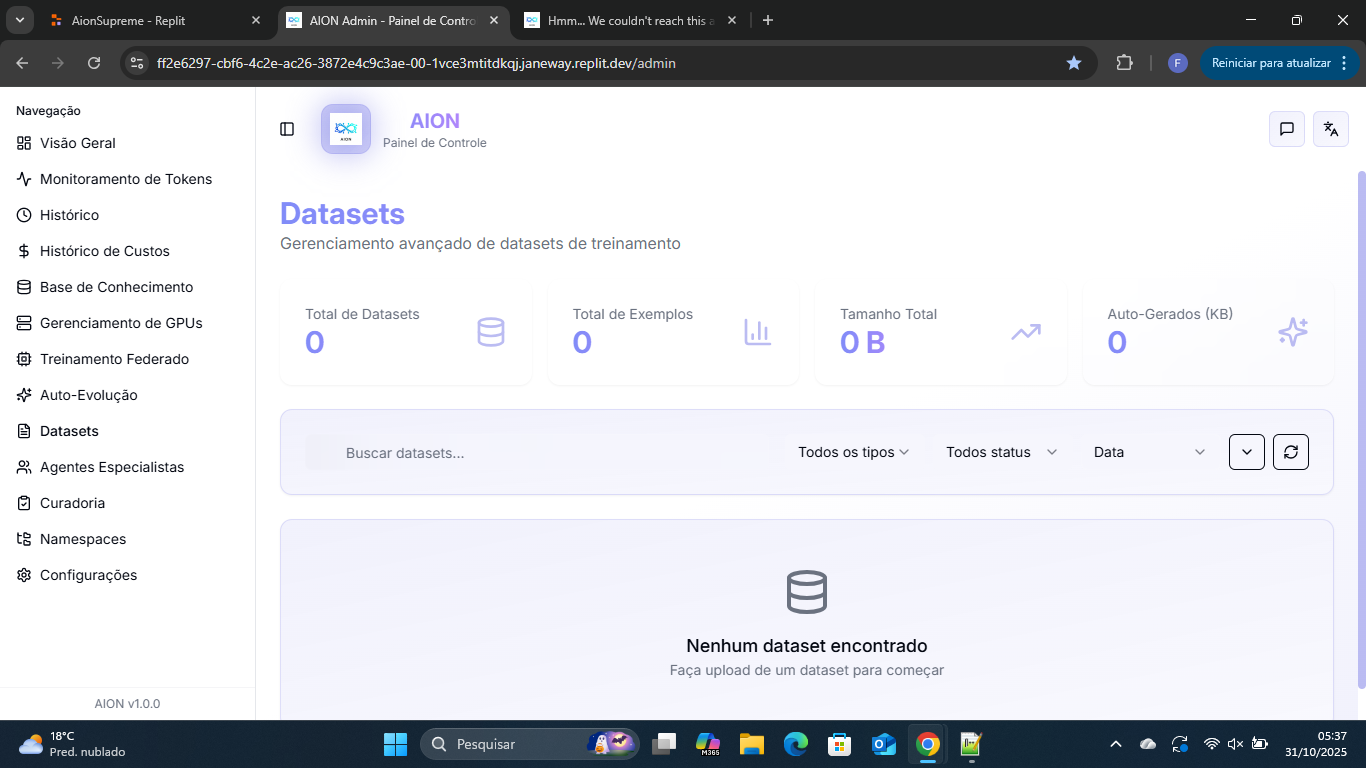 AionSupreme - Replit
AION Admin - Painel de Contro
Hmm... We couldn't reach this a
ff2e6297-cbf6-4c2e-ac26-3872e4c9c3ae-00-1vce3mtitdkqj.janeway.replit.dev/admin
F
Reiniciar para atualizar
Navegação
Visão Geral
Monitoramento de Tokens
Histórico
Histórico de Custos
Base de Conhecimento
Gerenciamento de GPUs
Treinamento Federado
Auto-Evolução
Datasets
Agentes Especialistas
Curadoria
Namespaces
Configurações
AION v1.0.0
AION
AION
Painel de Controle
Datasets
Gerenciamento avançado de datasets de treinamento
Total de Datasets
0
Total de Exemplos
0
Tamanho Total
0 B
Auto-Gerados (KB)
0
Buscar datasets...
Todos os tipos
Todos status
Data
Nenhum dataset encontrado
Faça upload de um dataset para começar
18°C
Pred. nublado
Pesquisar
M365
05:37
31/10/2025